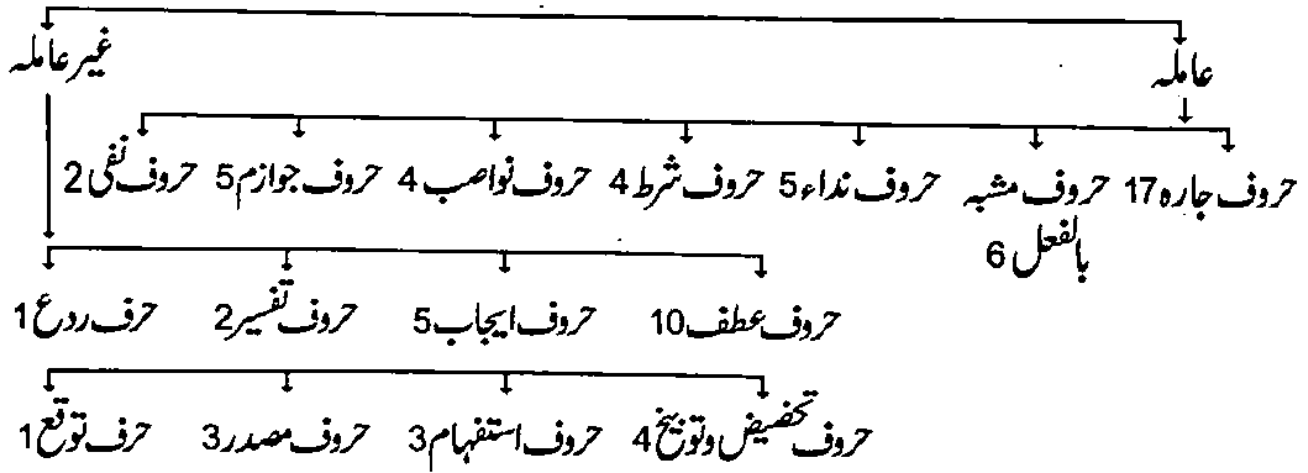 عاملہ غیر عاملہ
حروف جارہ 17 حروف مشبہ بالفعل 6 حروف نداء 5 حروف شرط 4 حروف نواصب 4 حروف جوازم 5 حروف نفی 2
حروف عطف 10 حروف ایجاب 5 حروف تفسیر 2 حرف ردع 1
حروف تحضیض و توبیخ 4 حروف استفہام 3 حروف مصدر 3 حرف توقع 1